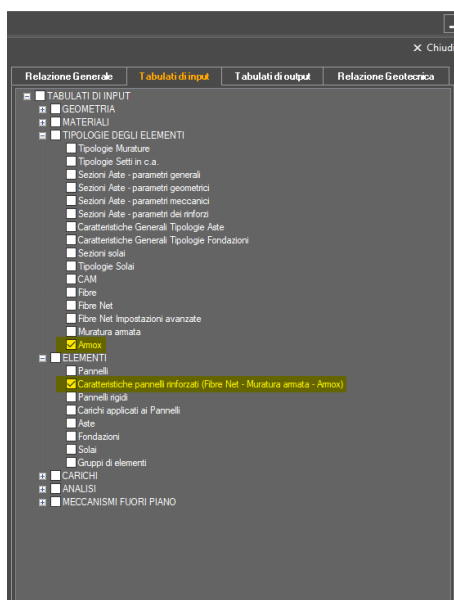 Chiudi
Relazione Generale Tabulati di input Tabulati di output Relazione Geotecnica
TABULATI DI INPUT
GEOMETRIA
MATERIALI
TIPOLOGIE DEGLI ELEMENTI
Tipologie Murature
Tipologie Setti in c.a.
Sezioni Aste - parametri generali
Sezioni Aste - parametri geometrici
Sezioni Aste - parametri meccanici
Sezioni Aste - parametri dei rinforzi
Caratteristiche Generali Tipologie Aste
Caratteristiche Generali Tipologie Fondazioni
Sezioni solai
Tipologie Solai
CAM
Fibre
Fibre Net
Fibre Net Impostazioni avanzate
Muratura armata
Armox
ELEMENTI
Pannelli
Caratteristiche pannelli rinforzati (Fibre Net - Muratura armata - Armox)
Pannelli rigidi
Carichi applicati ai Pannelli
Aste
Fondazioni
Solai
Gruppi di elementi
CARICHI
ANALISI
MECCANISMI FUORI PIANO